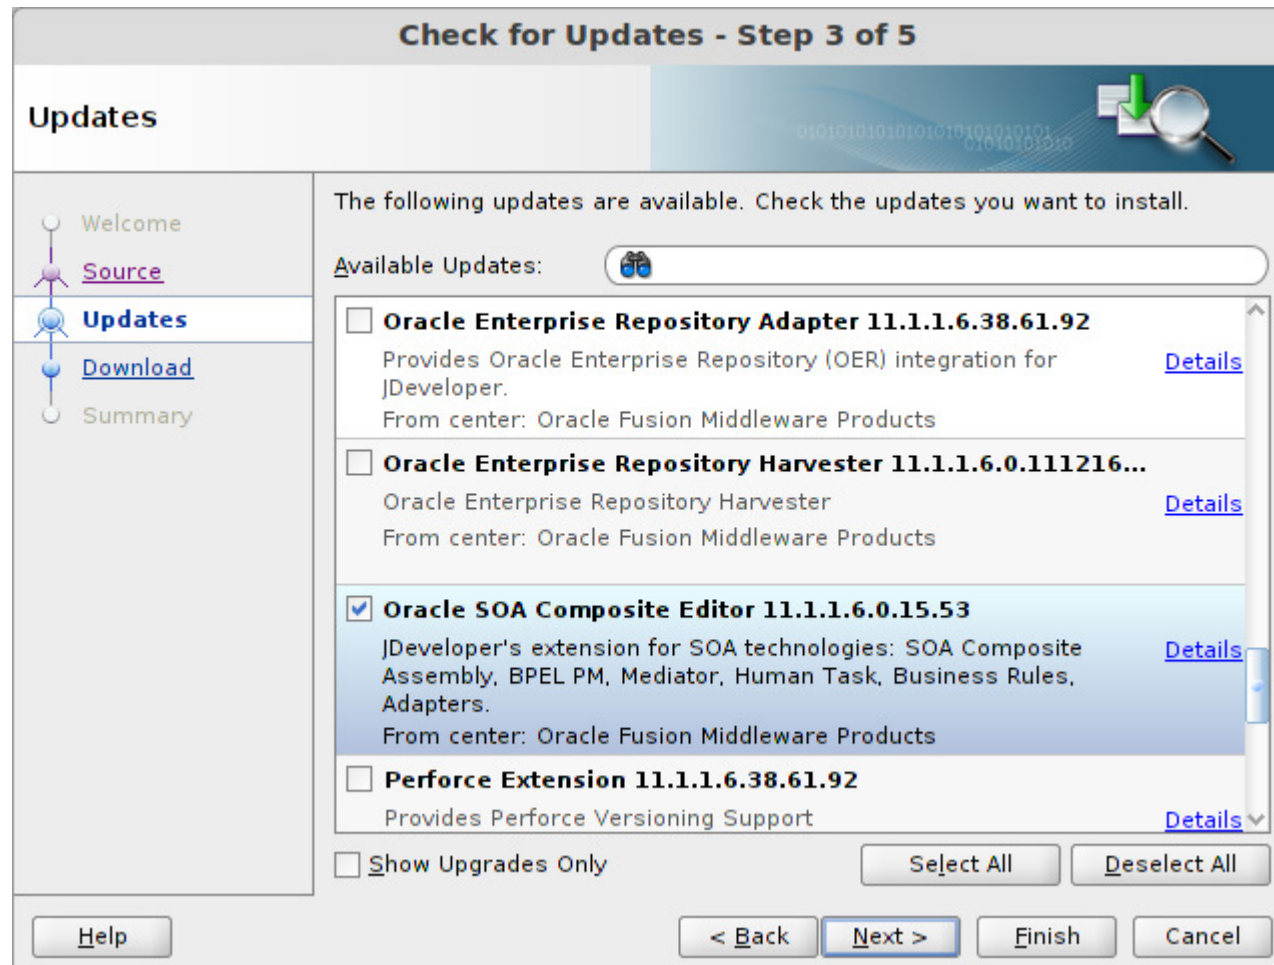 Check for Updates - Step 3 of 5
Updates
Welcome
Source
Updates
Download
Summary
The following updates are available. Check the updates you want to install.
Available Updates:
Oracle Enterprise Repository Adapter 11.1.1.6.38.61.92
Provides Oracle Enterprise Repository (OER) integration for Details
JDeveloper.
From center: Oracle Fusion Middleware Products
Oracle Enterprise Repository Harvester 11.1.1.6.0.111216...
Oracle Enterprise Repository Harvester Details
From center: Oracle Fusion Middleware Products
Oracle SOA Composite Editor 11.1.1.6.0.15.53
JDeveloper's extension for SOA technologies: SOA Composite Details
Assembly, BPEL PM, Mediator, Human Task, Business Rules,
Adapters.
From center: Oracle Fusion Middleware Products
Perforce Extension 11.1.1.6.38.61.92
Provides Perforce Versioning Support Details
Show Upgrades Only Select All Deselect All
Help < Back Next > Finish Cancel